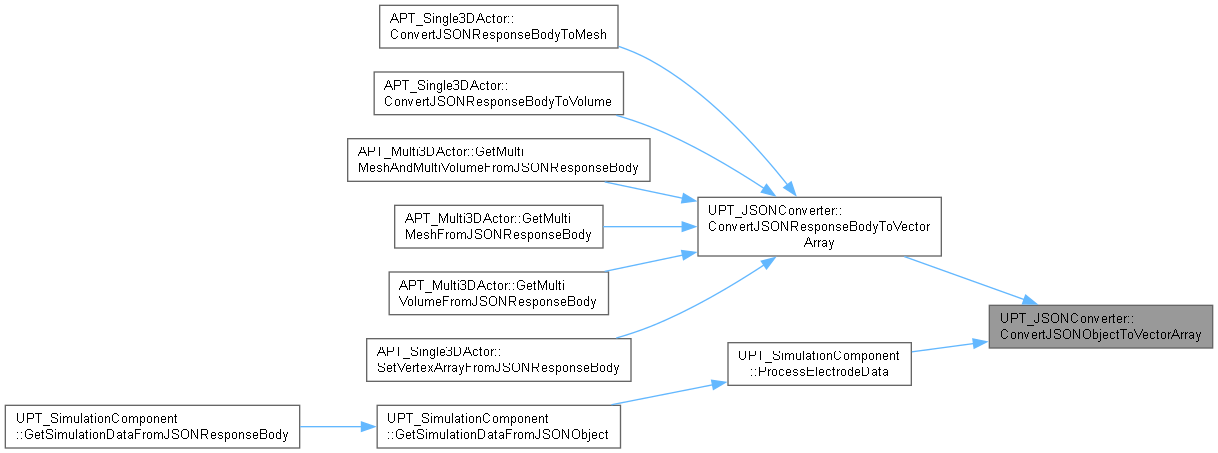 APT_Single3DActor::
ConvertJSONResponseBodyToMesh
APT_Single3DActor::
ConvertJSONResponseBodyToVolume
APT_Multi3DActor::GetMulti
MeshAndMultiVolumeFromJSONResponseBody
APT_Multi3DActor::GetMulti
MeshFromJSONResponseBody
APT_Multi3DActor::GetMulti
VolumeFromJSONResponseBody
APT_Single3DActor::
SetVertexArrayFromJSONResponseBody
UPT_JSONConverter::
ConvertJSONResponseBodyToVector
Array
UPT_JSONConverter::
ConvertJSONObjectToVectorArray
UPT_SimulationComponent
::ProcessElectrodeData
UPT_SimulationComponent
::GetSimulationDataFromJSONObject
UPT_SimulationComponent
::GetSimulationDataFromJSONResponseBody